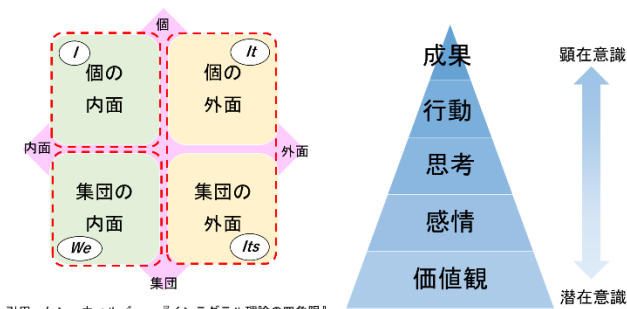 個
I
It
個の
内面
個の
外面
内面
外面
集団の
内面
集団の
外面
We
Its
集団
成果
行動
思考
感情
価値観
顕在意識
潜在意識